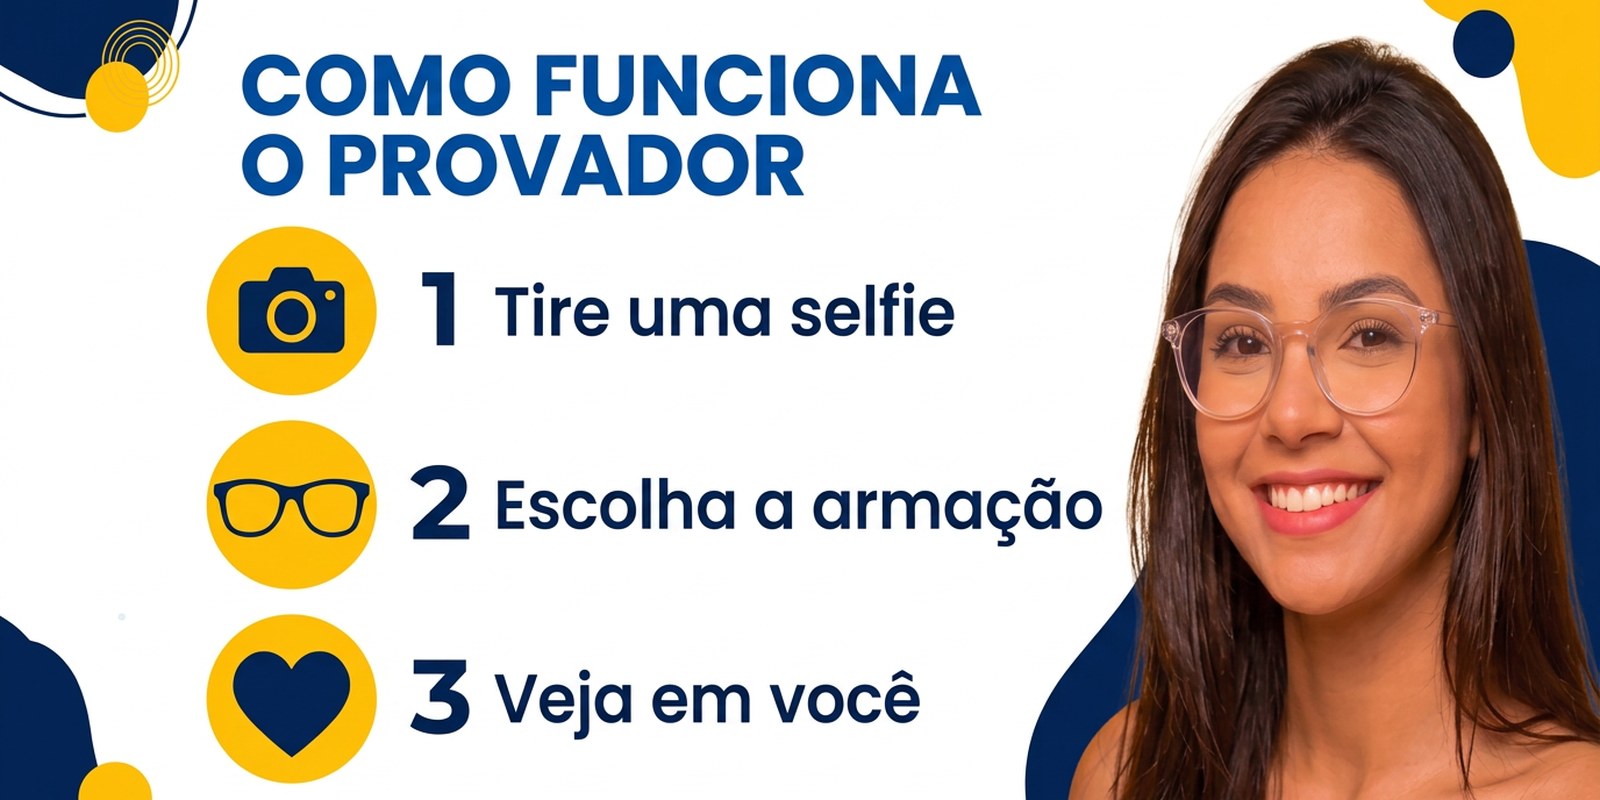 COMO FUNCIONA
O PROVADOR
1 Tire uma selfie
2 Escolha a armação
3 Veja em você